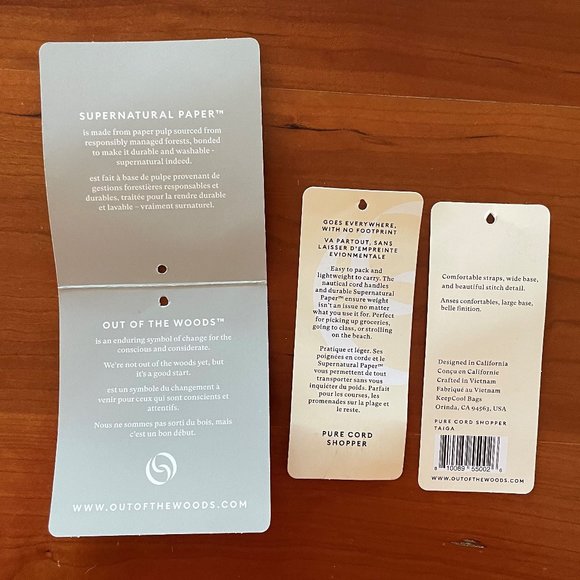 SUPERNATURAL PAPER™
is made from paper pulp sourced from
responsibly managed forests, bonded
to make it durable and washable -
supernatural indeed.
est fait à base de pulpe provenant de
gestions forestières responsables et
durables, traitée pour la rendre durable
et lavable – vraiment surnaturel.
OUT OF THE WOODS™
is an enduring symbol of change for the
conscious and considerate.
We're not out of the woods yet, but
it's a good start.
est un symbole du changement à
venir pour ceux qui sont conscients et
attentifs.
Nous ne sommes pas sorti du bois, mais
c'est un bon début.
WWW.OUTOFTHEWOODS.COM
GOES EVERYWHERE,
WITH NO FOOTPRINT
VA PARTOUT, SANS
LAISSER D'EMPREINTE
EVIONMENTALE
Easy to pack and
lightweight to carry. The
nautical cord handles
and durable Supernatural
Paper™ ensure weight
isn't an issue no matter
what you use it for. Perfect
for picking up groceries,
going to class, or strolling
on the beach.
Pratique et léger. Ses
poignées en corde et le
Supernatural Paper™
vous permettent de tout
transporter sans vous
inquiéter du poids. Parfait
pour les courses, les
promenades sur la plage et
le reste.
PURE CORD
SHOPPER
Comfortable straps, wide base,
and beautiful stitch detail.
Anses confortables, large base,
belle finition.
Designed in California
Conçu en Californie
Crafted in Vietnam
Fabriqué au Vietnam
KeepCool Bags
Orinda, CA 94563, USA
PURE CORD SHOPPER
TAIGA
8 10089 55002 6
WWW.OUTOFTHEWOODS.COM